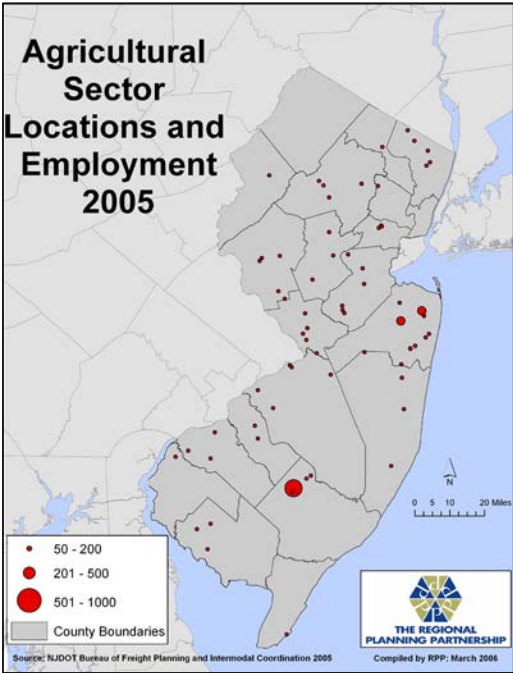 Agricultural
Sector
Locations and
Employment
2005
N
0 5 10 20 Miles
50 - 200
201 - 500
501 - 1000
County Boundaries
THE REGIONAL
PLANNING PARTNERSHIP
Source: NJDOT Bureau of Freight Planning and Intermodal Coordination 2005
Compiled by RPP: March 2006